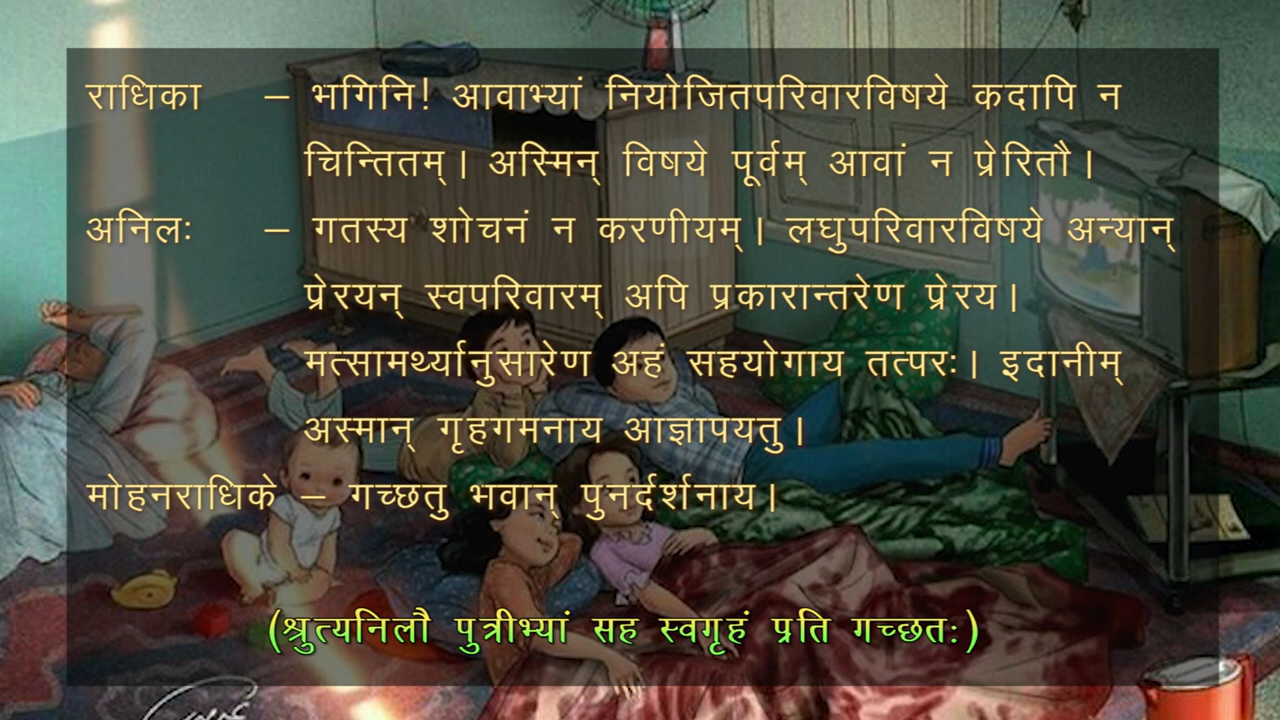 राधिका – भगिनि! आवाभ्यां नियोजितपरिवारविषये कदापि न
चिन्तितम्। अस्मिन् विषये पूर्वम् आवां न प्रेरितौ।
अनिलः – गतस्य शोचनं न करणीयम्। लघुपरिवारविषये अन्यान्
प्रेरयन् स्वपरिवारम् अपि प्रकारान्तरेण प्रेरय।
मत्सामर्थ्यानुसारेण अहं सहयोगाय तत्परः। इदानीम्
अस्मान् गृहगमनाय आज्ञापयतु।
मोहनराधिके – गच्छतु भवान् पुनर्दर्शनाय।
(श्रुत्यनिलौ पुत्रीभ्यां सह स्वगृहं प्रति गच्छतः)